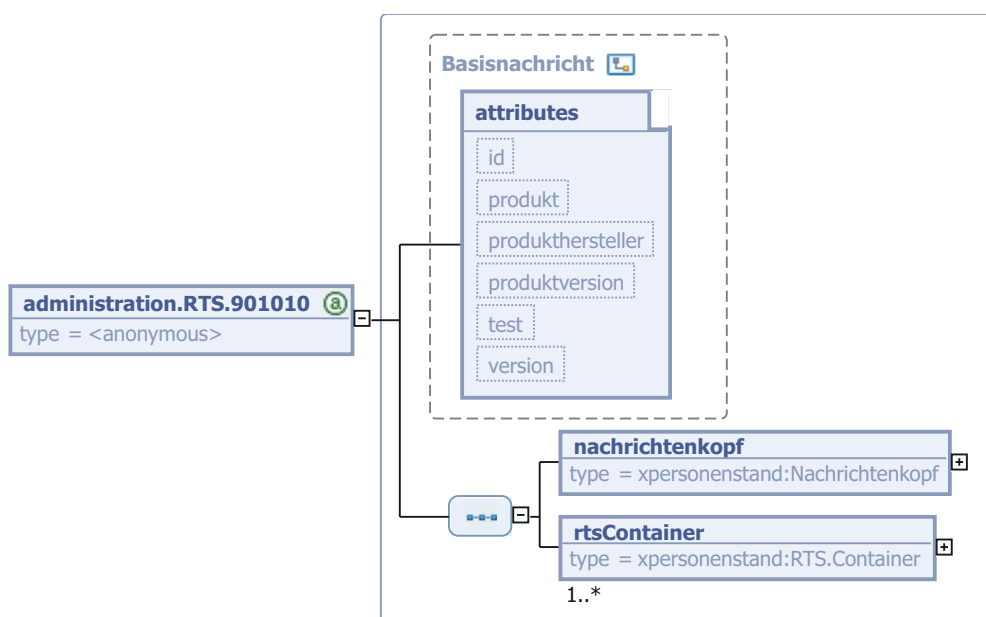 Basisnachricht
attributes
id
produkt
produkthersteller
produktversion
test
version
administration.RTS.901010 a
type = <anonymous>
nachrichtenkopf
type = xpersonenstand:Nachrichtenkopf
rtsContainer
type = xpersonenstand:RTS.Container
1..*